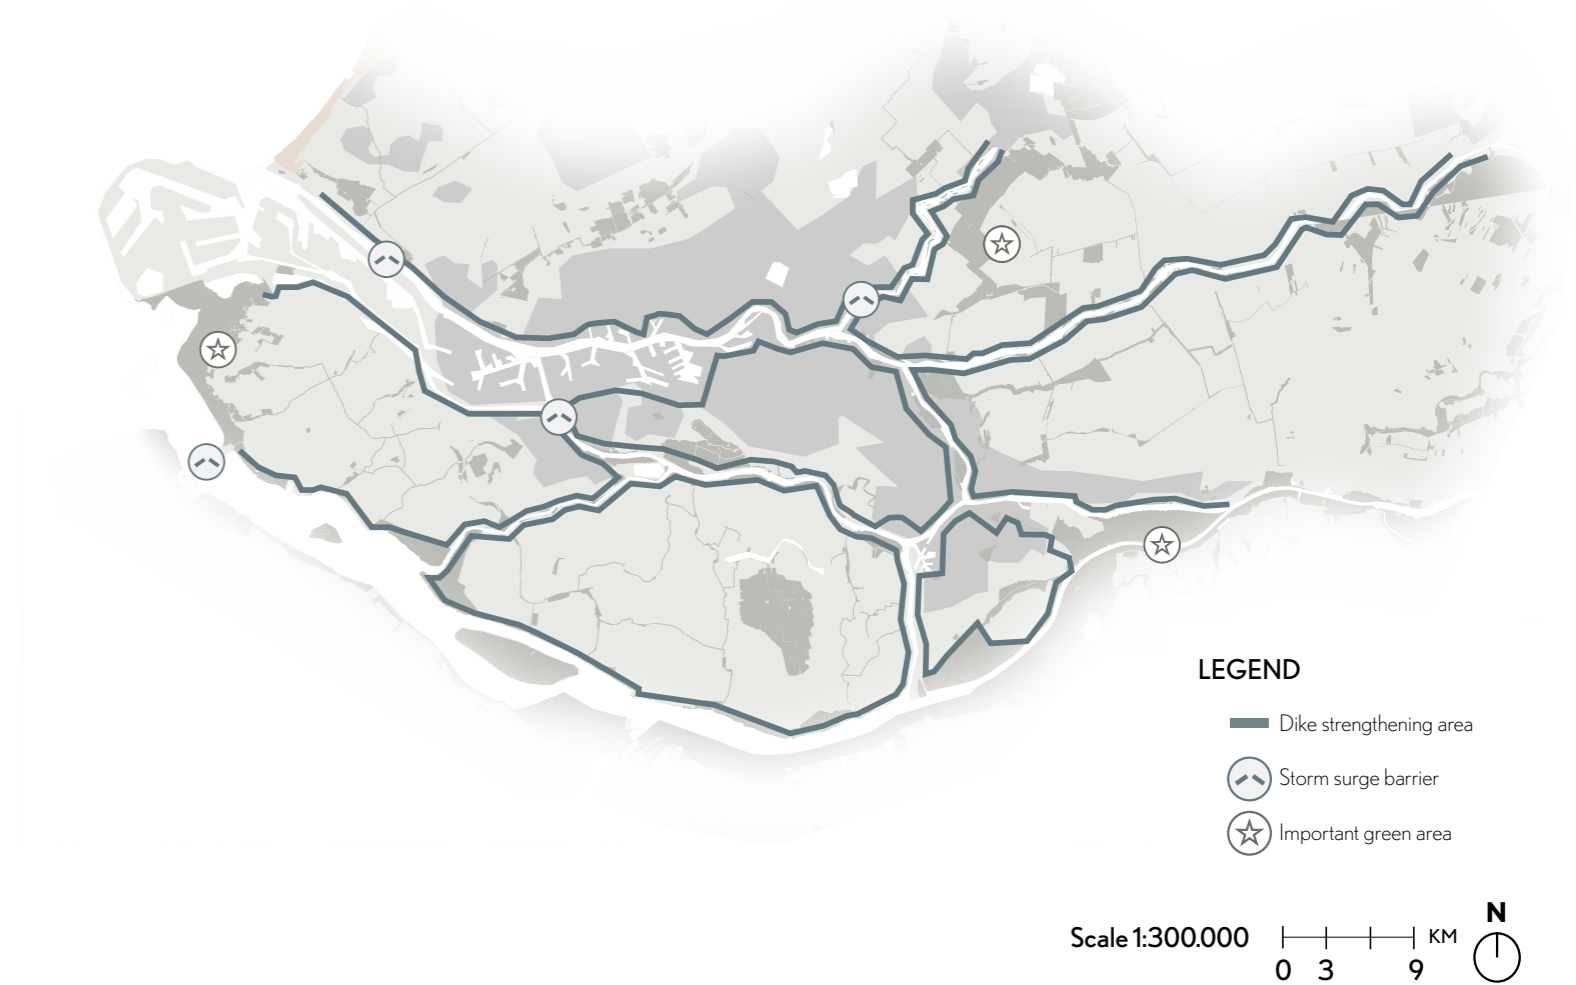 LEGEND
Dike strengthening area
Storm surge barrier
Important green area
N
Scale 1:300.000
KM
0 3 9